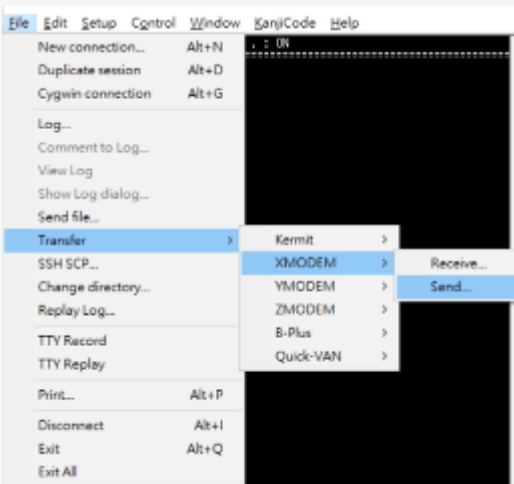 File Edit Setup Control Window KanjiCode Help
New connection... Alt+N
. : ON
Duplicate session Alt+D
Cygwin connection Alt+G
Log...
Comment to Log...
View Log
Show Log dialog...
Send file...
Transfer >
Kermit >
SSH SCP...
XMODEM >
Receive...
Change directory...
YMODEM >
Send...
Replay Log...
ZMODEM >
B-Plus >
TTY Record
Quick-VAN >
TTY Replay
Print... Alt+P
Disconnect Alt+I
Exit Alt+Q
Exit All